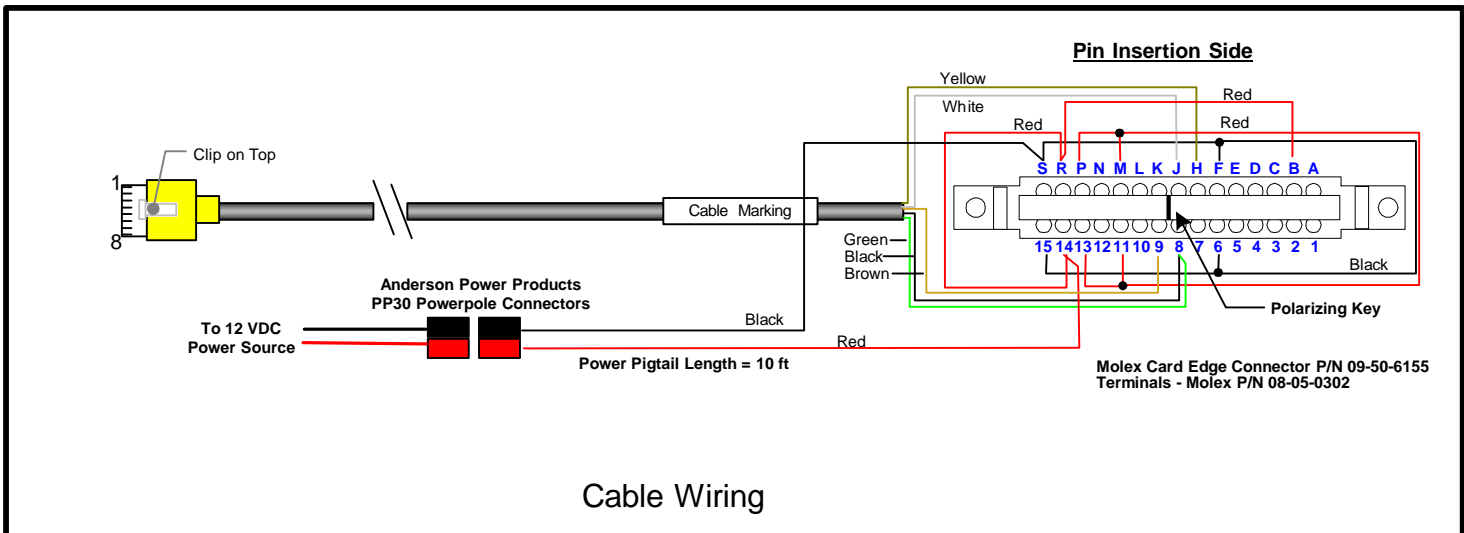 Pin Insertion Side
Yellow
White
Red
Red
Red
Clip on Top
1
8
Cable Marking
S R P N M L K J H F E D C B A
15 14 13 12 11 10 9 8 7 6 5 4 3 2 1
Green
Black
Brown
Black
Polarizing Key
Anderson Power Products
PP30 Powerpole Connectors
To 12 VDC
Power Source
Black
Red
Power Pigtail Length = 10 ft
Molex Card Edge Connector P/N 09-50-6155
Terminals - Molex P/N 08-05-0302
Cable Wiring